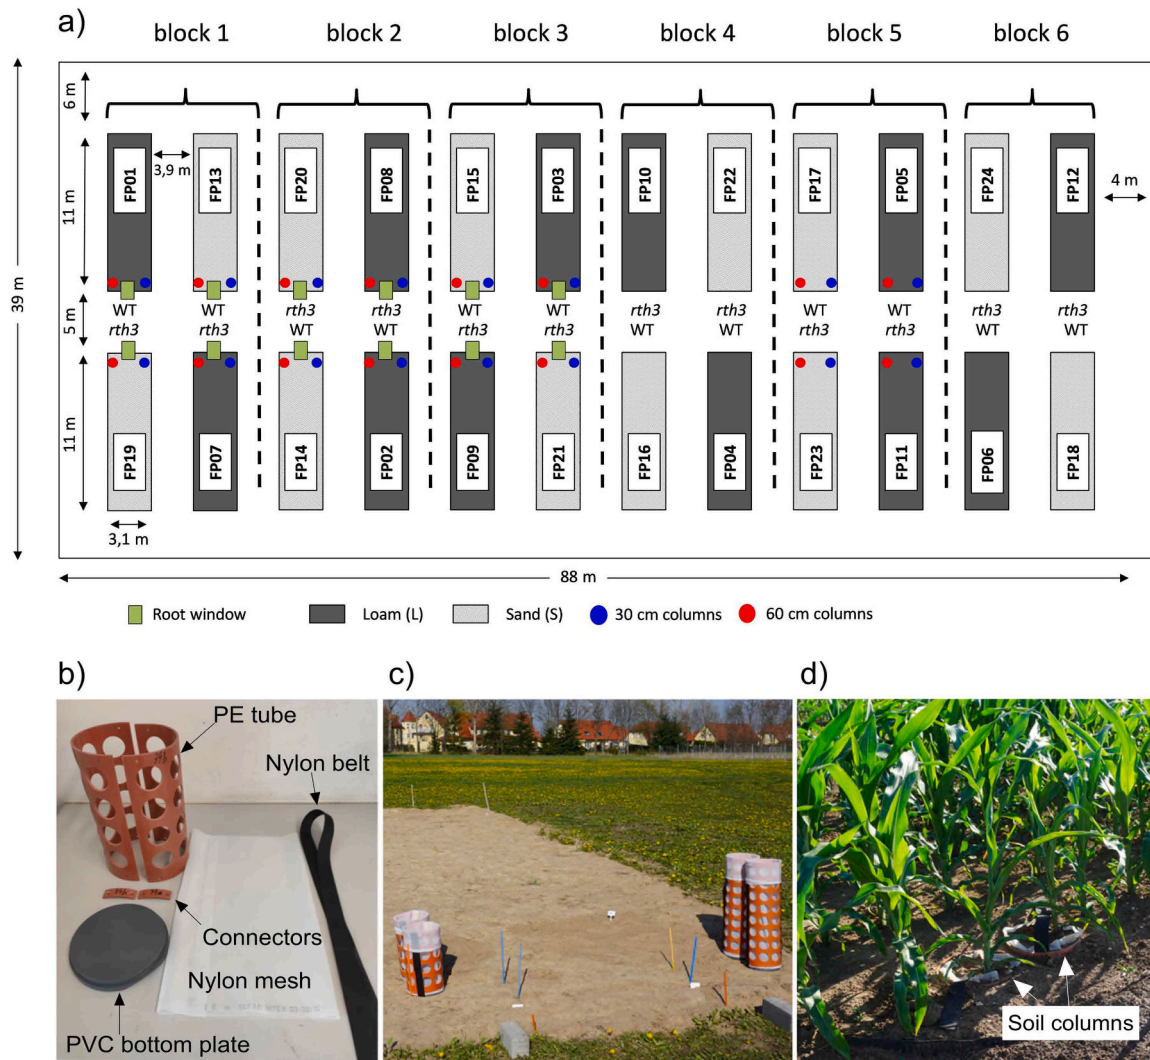 a)
block 1 block 2 block 3 block 4 block 5 block 6
6 m
39 m
11 m
3,9 m
4 m
FP01 FP13 FP20 FP08 FP15 FP03 FP10 FP22 FP17 FP05 FP24 FP12
5 m
WT WT rth3 rth3 WT WT rth3 rth3 WT WT rth3 rth3
rth3 rth3 WT WT rth3 rth3 WT WT rth3 rth3 WT WT
11 m
FP19 FP07 FP14 FP02 FP09 FP21 FP16 FP04 FP23 FP11 FP06 FP18
3,1 m
88 m
Root window Loam (L) Sand (S) 30 cm columns 60 cm columns
b)
PE tube
Nylon belt
Connectors
Nylon mesh
PVC bottom plate
c)
d)
Soil columns